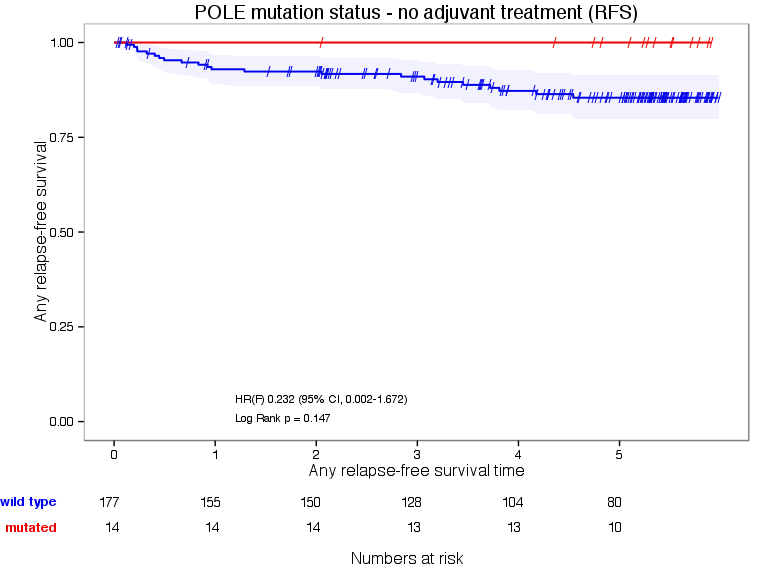 POLE mutation status - no adjuvant treatment (RFS)
1.00
0.75
0.50
0.25
0.00
Any relapse-free survival
HR(F) 0.232 (95% CI, 0.002-1.672)
Log Rank p = 0.147
0 1 2 3 4 5
Any relapse-free survival time
wild type 177 155 150 128 104 80
mutated 14 14 14 13 13 10
Numbers at risk